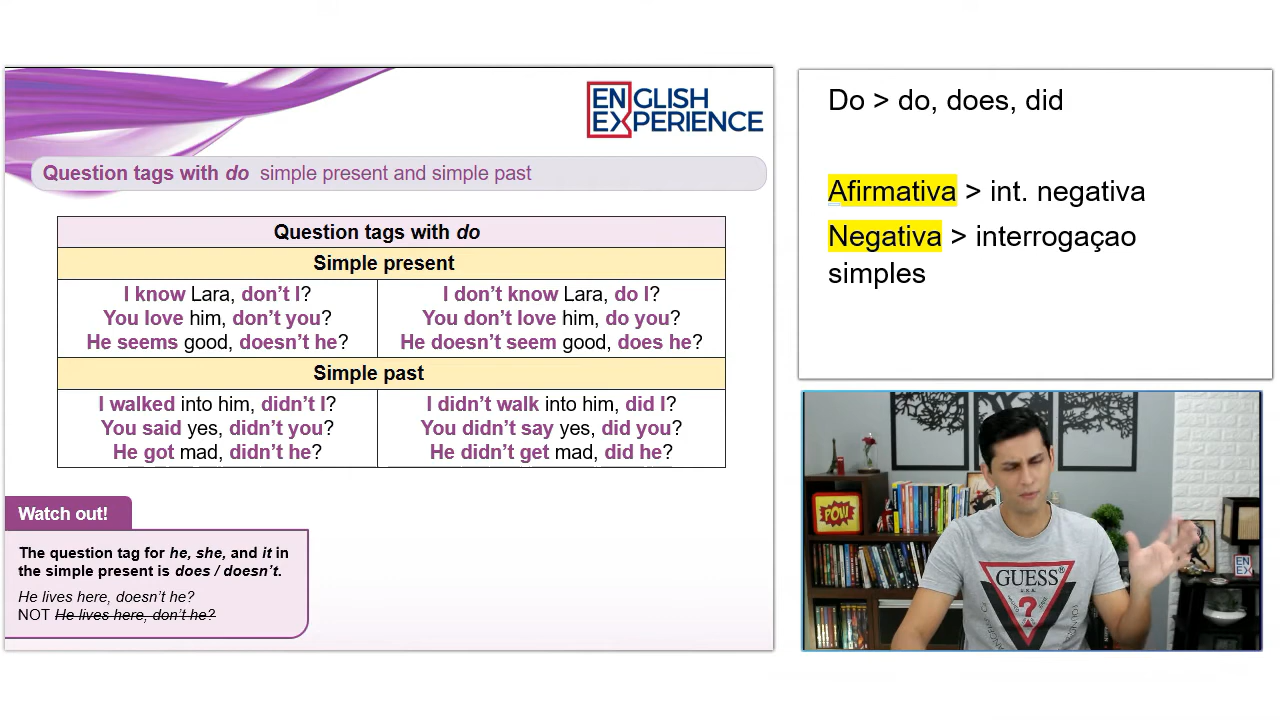 ENGLISH
EXPERIENCE
Question tags with do simple present and simple past
Question tags with do
Simple present
I know Lara, don't I?
You love him, don't you?
He seems good, doesn't he?
I don't know Lara, do I?
You don't love him, do you?
He doesn't seem good, does he?
Simple past
I walked into him, didn't I?
You said yes, didn't you?
He got mad, didn't he?
I didn't walk into him, did I?
You didn't say yes, did you?
He didn't get mad, did he?
Watch out!
The question tag for he, she, and it in
the simple present is does / doesn't.
He lives here, doesn't he?
NOT He lives here, don't he?
Do > do, does, did
Afirmativa > int. negativa
Negativa > interrogaçao
simples
POW
GUESS
U.S.A.
?
EN
EX